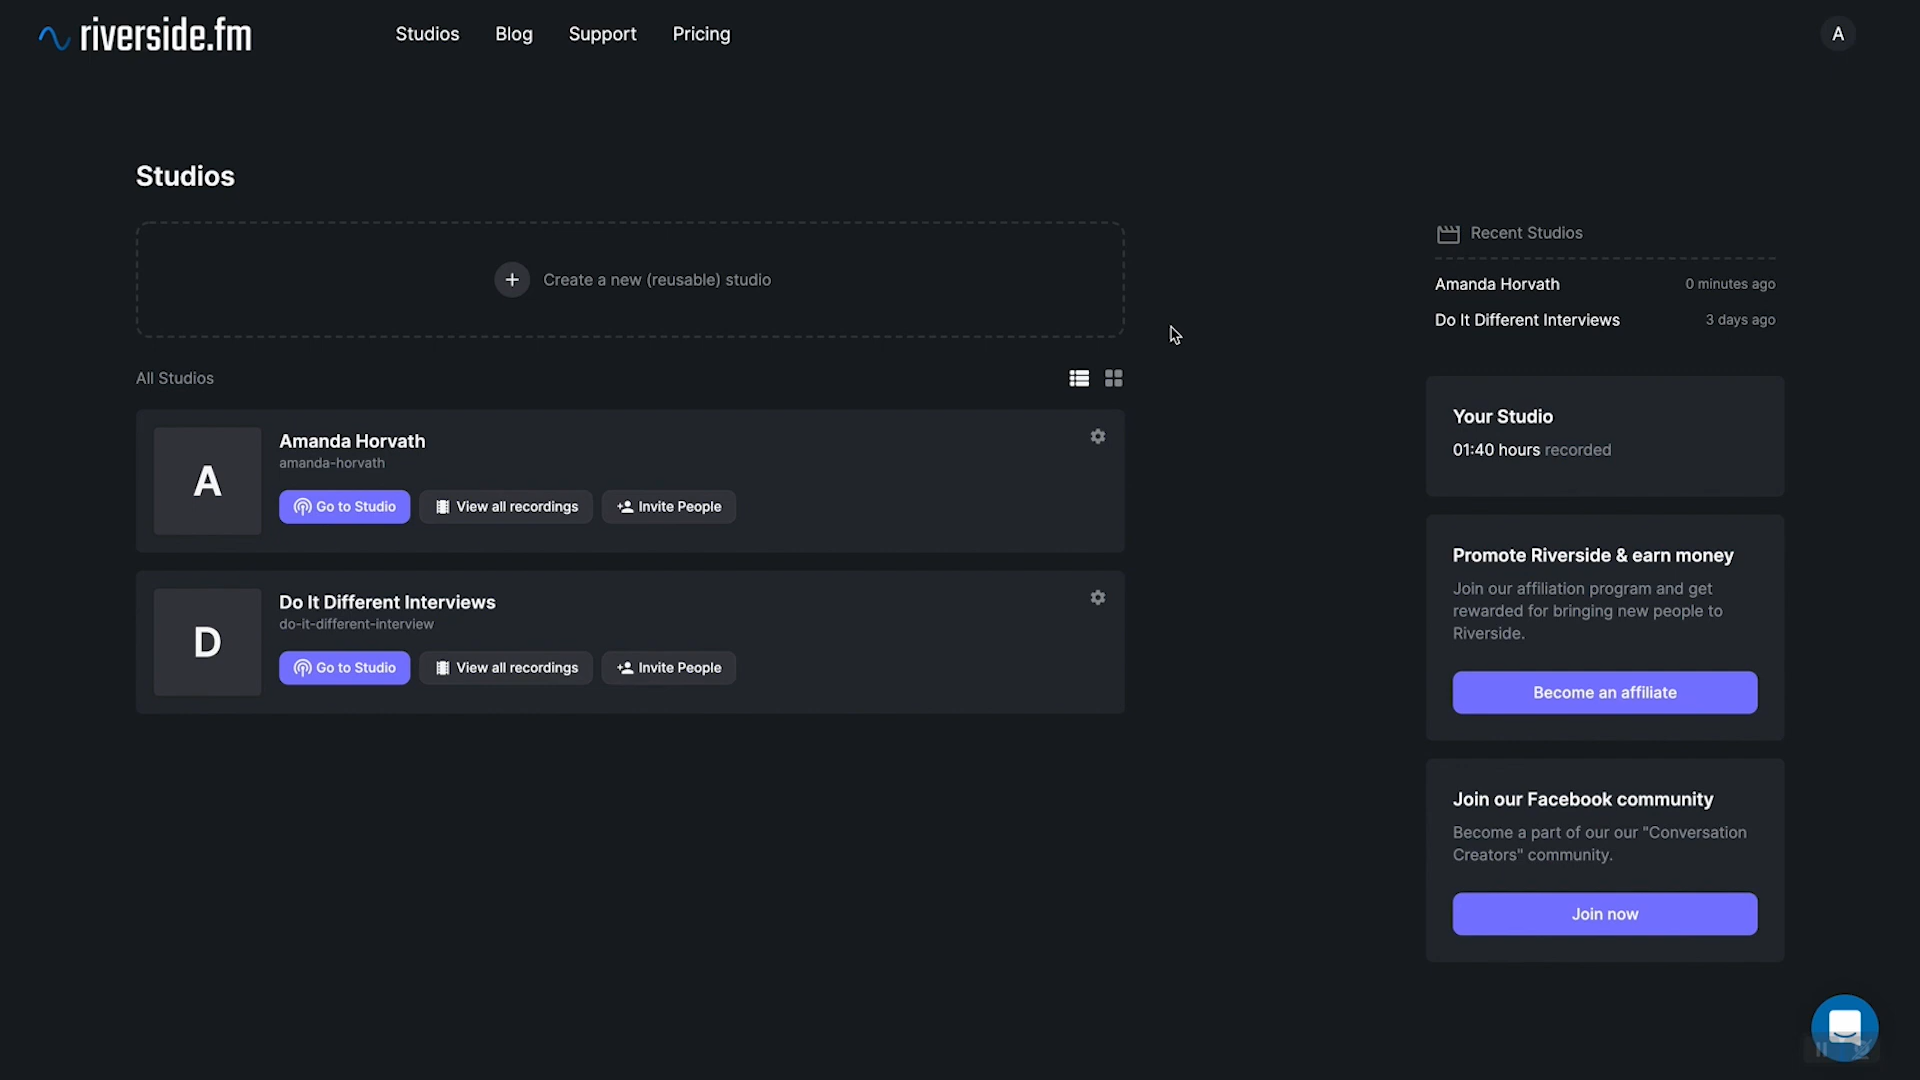 riverside.fm
Studios
Blog
Support
Pricing
A
Studios
Create a new (reusable) studio
All Studios
A
Amanda Horvath
amanda-horvath
Go to Studio
View all recordings
Invite People
D
Do It Different Interviews
do-it-different-interview
Go to Studio
View all recordings
Invite People
Recent Studios
Amanda Horvath
0 minutes ago
Do It Different Interviews
3 days ago
Your Studio
01:40 hours recorded
Promote Riverside & earn money
Join our affiliation program and get
rewarded for bringing new people to
Riverside.
Become an affiliate
Join our Facebook community
Become a part of our our "Conversation
Creators" community.
Join now